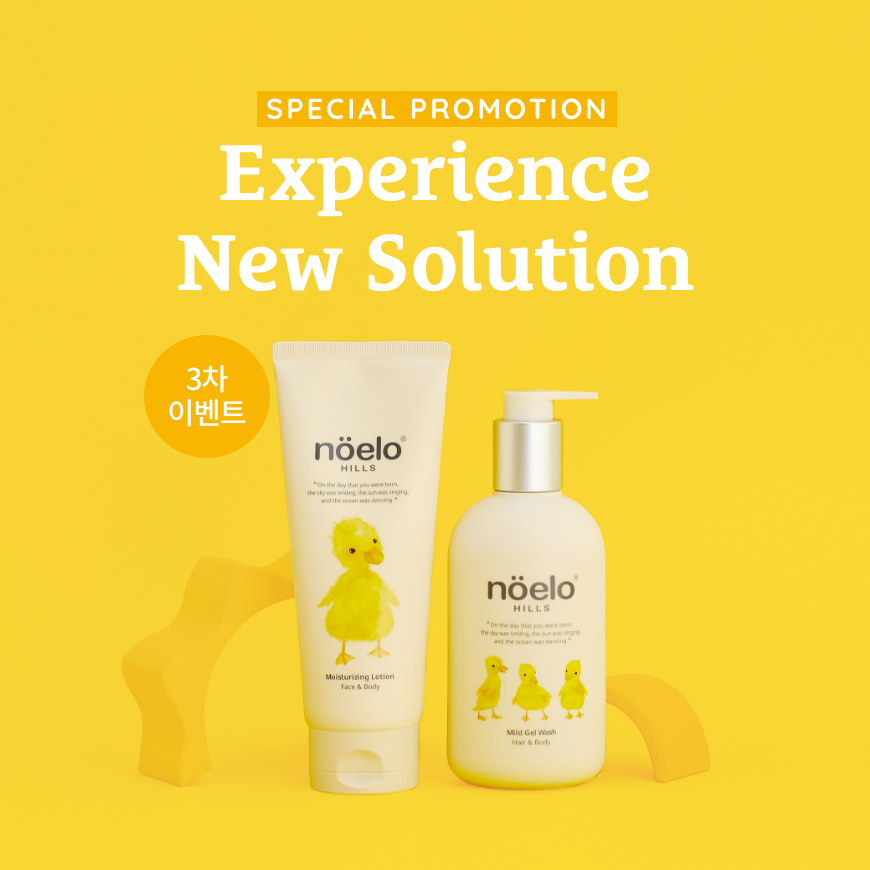 SPECIAL PROMOTION
Experience
New Solution
3차
이벤트
nöelo®
HILLS
"On the day that you were born,
the sky was smiling, the sun was singing,
and the ocean was dancing."
Moisturizing Lotion
Face & Body
nöelo®
HILLS
"On the day that you were born,
the sky was smiling, the sun was singing,
and the ocean was dancing."
Mild Gel Wash
Hair & Body